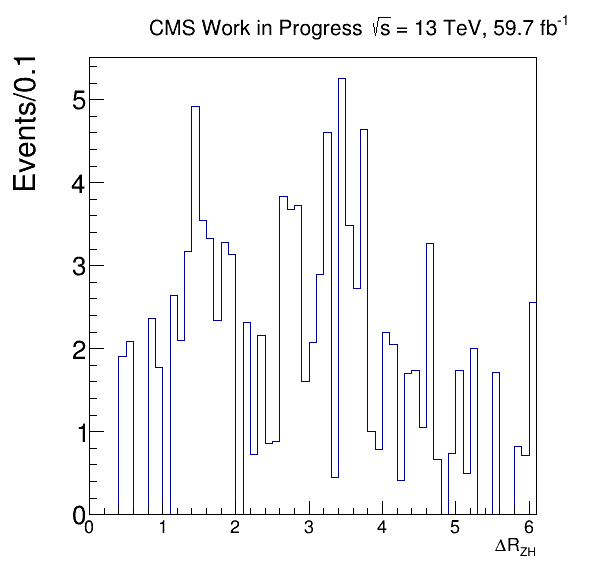 CMS Work in Progress √s = 13 TeV, 59.7 fb⁻¹
Events/0.1
5
4
3
2
1
0
0 1 2 3 4 5 6
ΔR_ZH